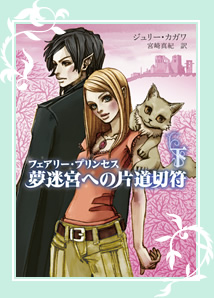 ジュリー・カガワ
宮崎真紀 訳
フェアリー・プリンセス
下
夢迷宮への片道切符